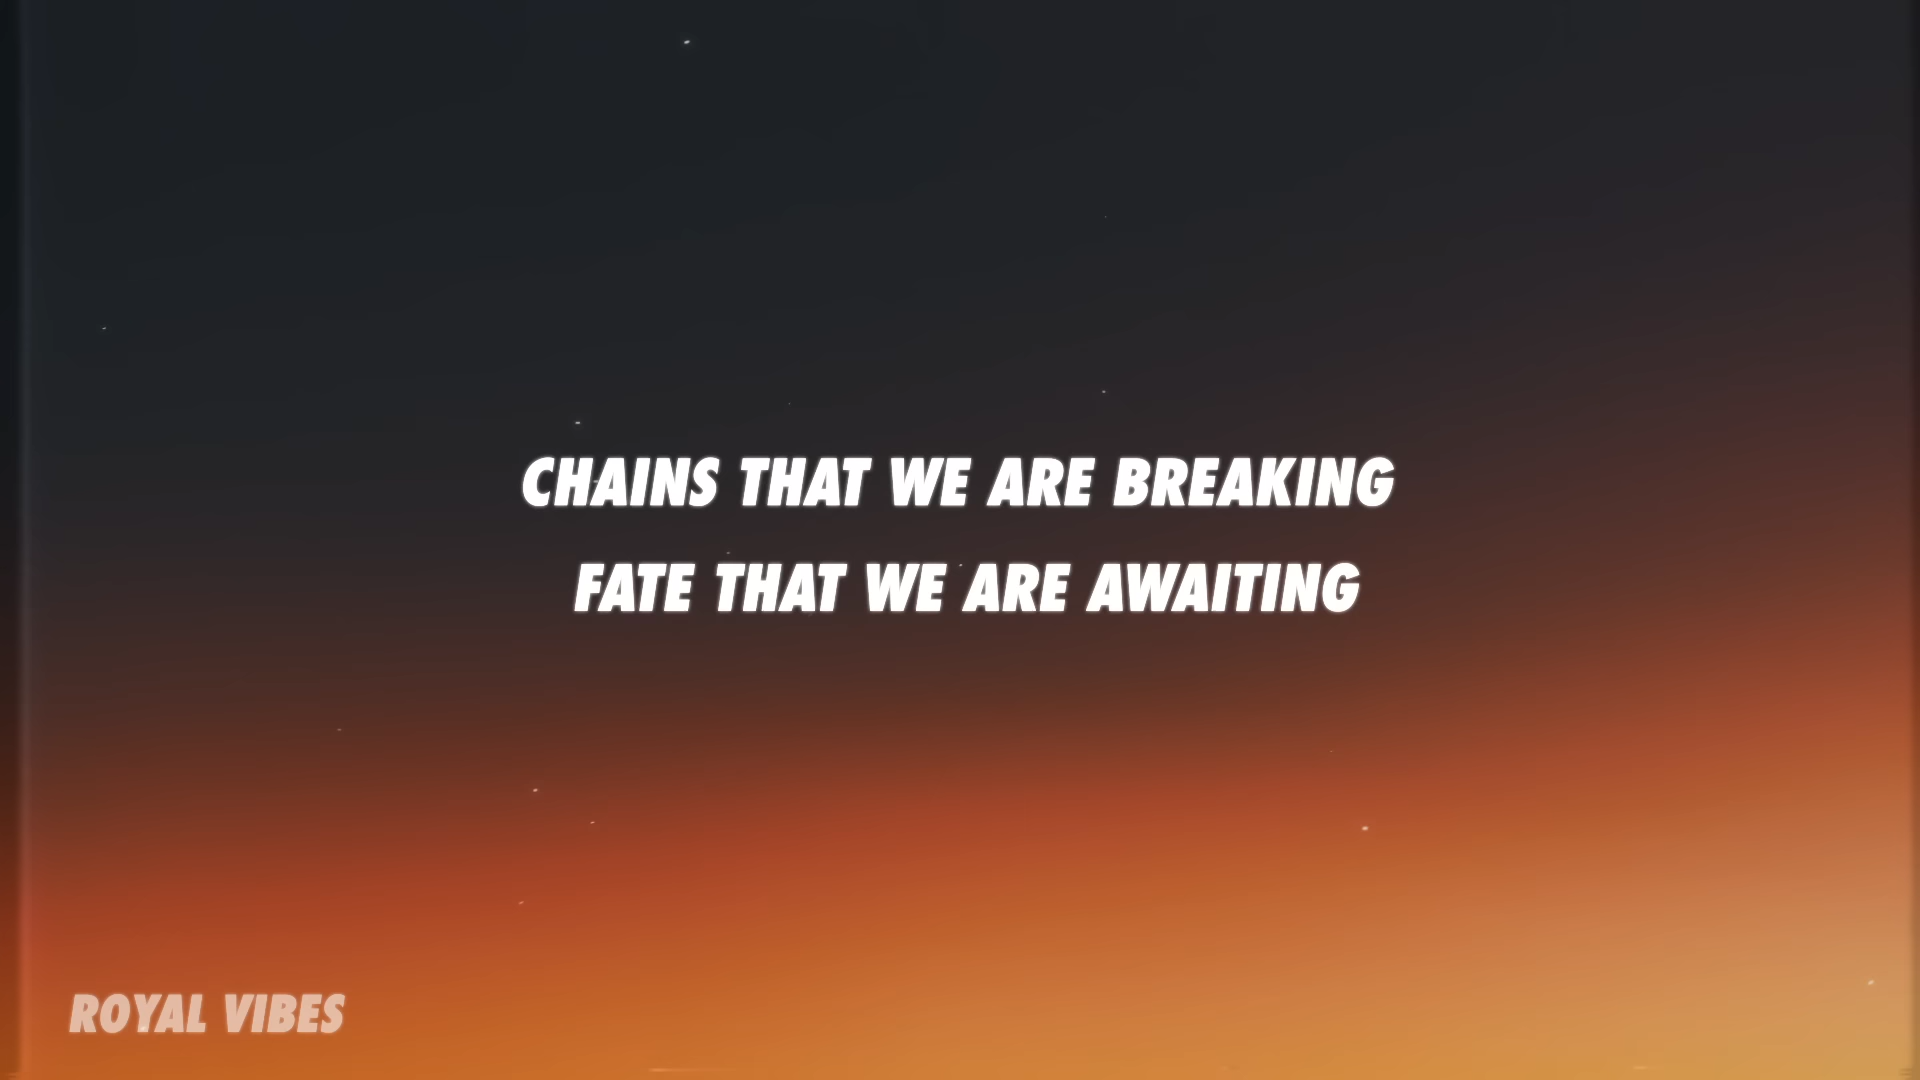 CHAINS THAT WE ARE BREAKING
FATE THAT WE ARE AWAITING
ROYAL VIBES